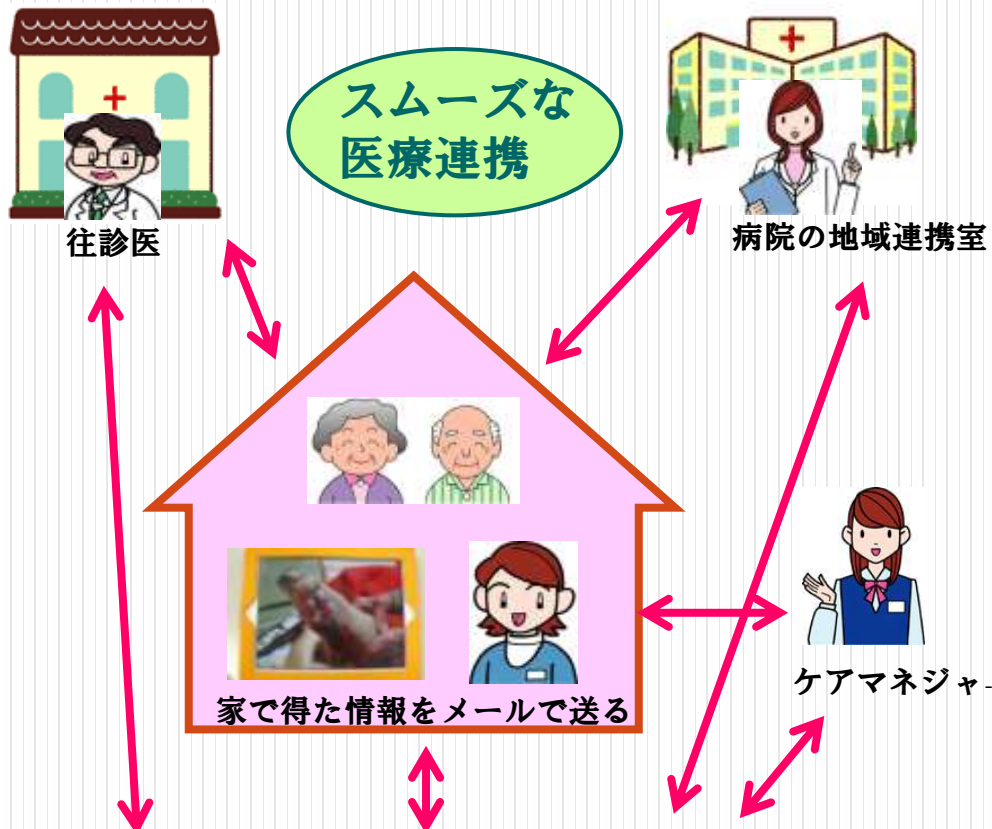 スムーズな
医療連携
往診医
病院の地域連携室
ケアマネジャ-
家で得た情報をメールで送る